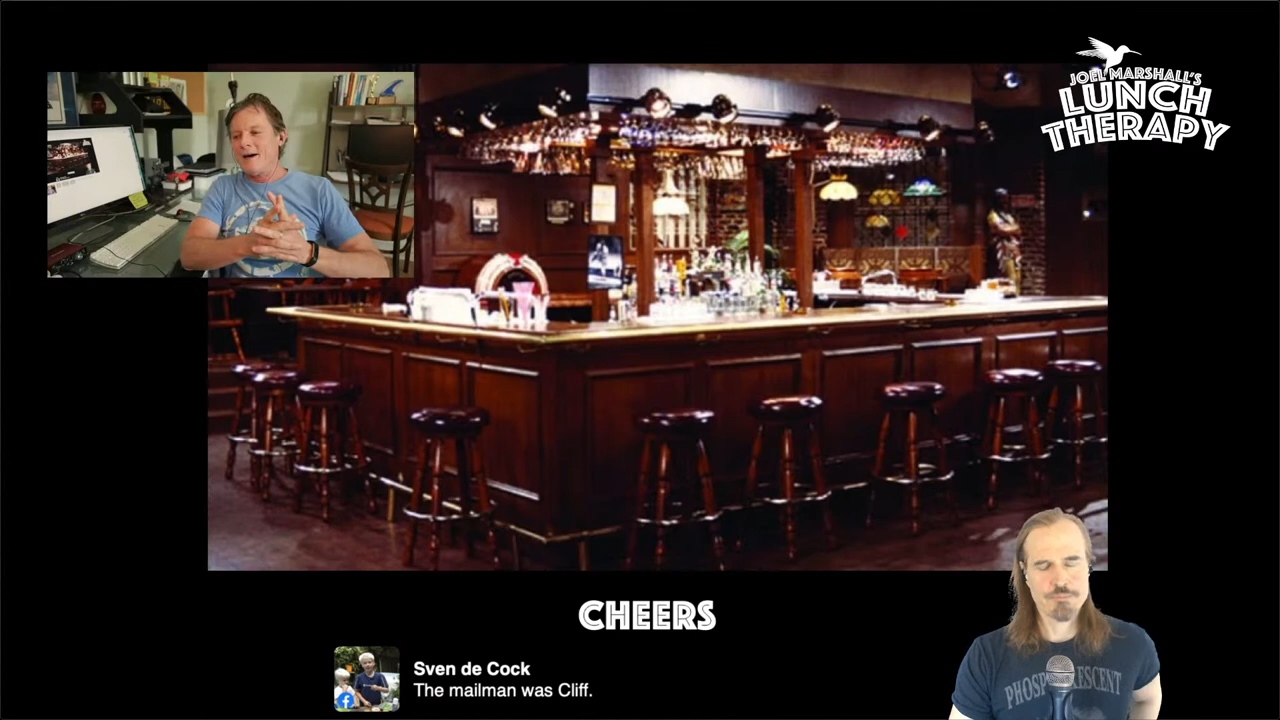 JOEL MARSHALL'S
LUNCH
THERAPY
CHEERS
Sven de Cock
The mailman was Cliff.